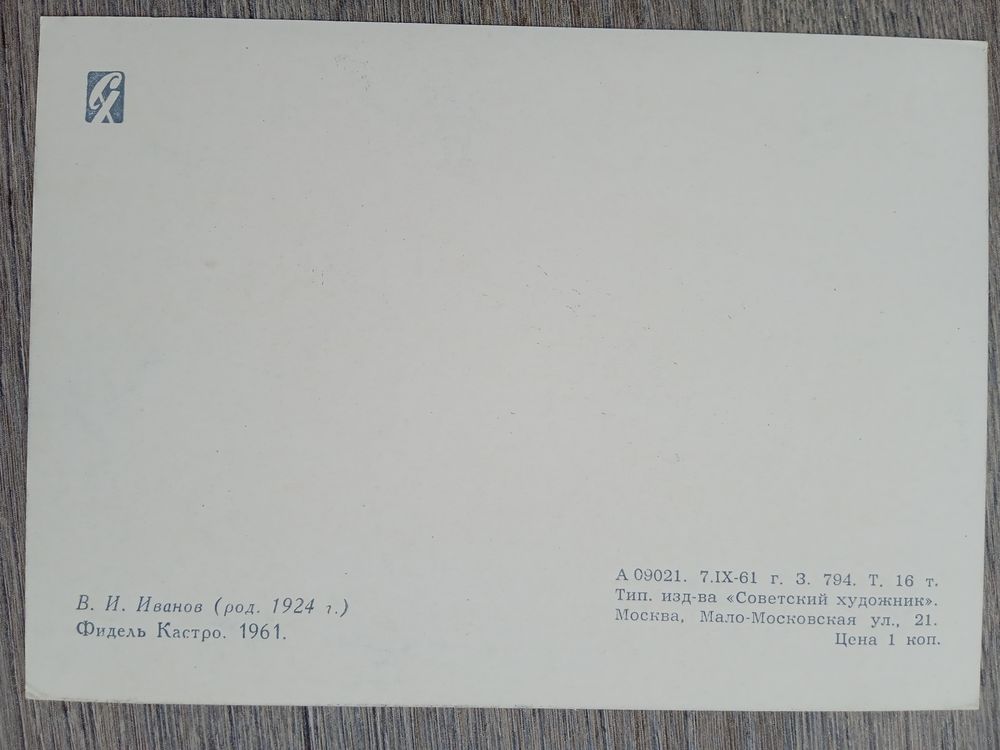 СХ
В. И. Иванов (род. 1924 г.)
Фидель Кастро. 1961.
А 09021. 7.IX-61 г. З. 794. Т. 16 т.
Тип. изд-ва «Советский художник».
Москва, Мало-Московская ул., 21.
Цена 1 коп.